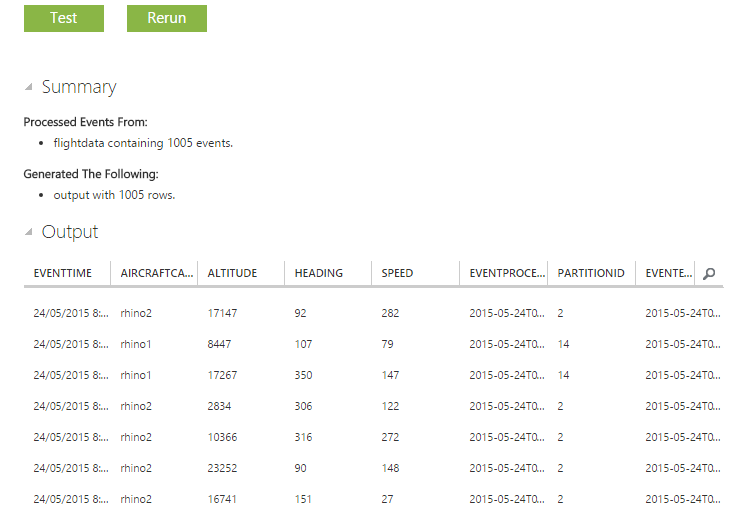 Test Rerun
Summary
Processed Events From:
flightdata containing 1005 events.
Generated The Following:
output with 1005 rows.
Output
EVENTTIME AIRCRAFTCA... ALTITUDE HEADING SPEED EVENTPROCE... PARTITIONID EVENTE...
24/05/2015 8:... rhino2 17147 92 282 2015-05-24T0... 2 2015-05-24T0...
24/05/2015 8:... rhino1 8447 107 79 2015-05-24T0... 14 2015-05-24T0...
24/05/2015 8:... rhino1 17267 350 147 2015-05-24T0... 14 2015-05-24T0...
24/05/2015 8:... rhino2 2834 306 122 2015-05-24T0... 2 2015-05-24T0...
24/05/2015 8:... rhino2 10366 316 272 2015-05-24T0... 2 2015-05-24T0...
24/05/2015 8:... rhino2 23252 90 148 2015-05-24T0... 2 2015-05-24T0...
24/05/2015 8:... rhino2 16741 151 27 2015-05-24T0... 2 2015-05-24T0...